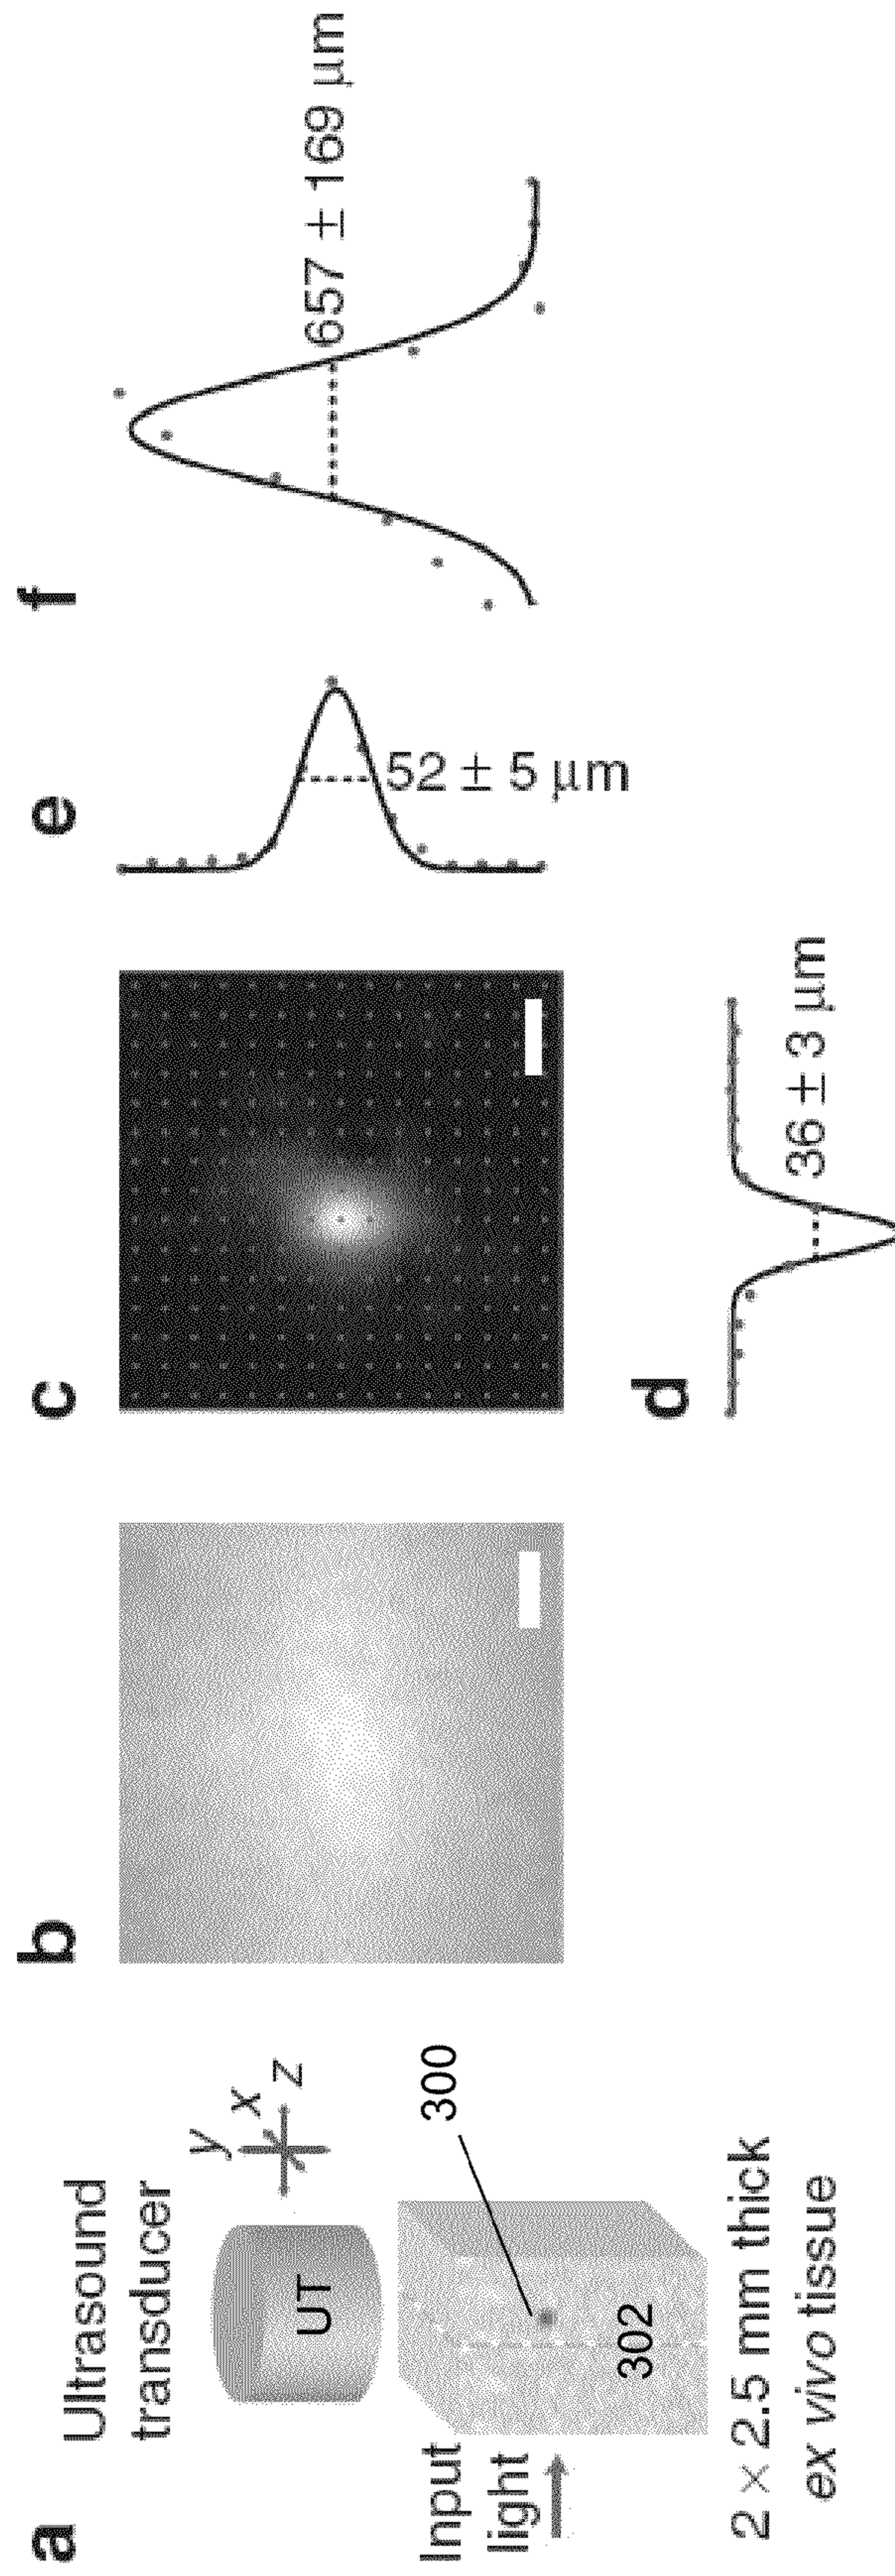 a
Ultrasound
transducer
UT
y
x
z
Input
light
300
302
2 × 2.5 mm thick
ex vivo tissue
b
c
d
36 ± 3 μm
e
52 ± 5 μm
f
657 ± 169 μm